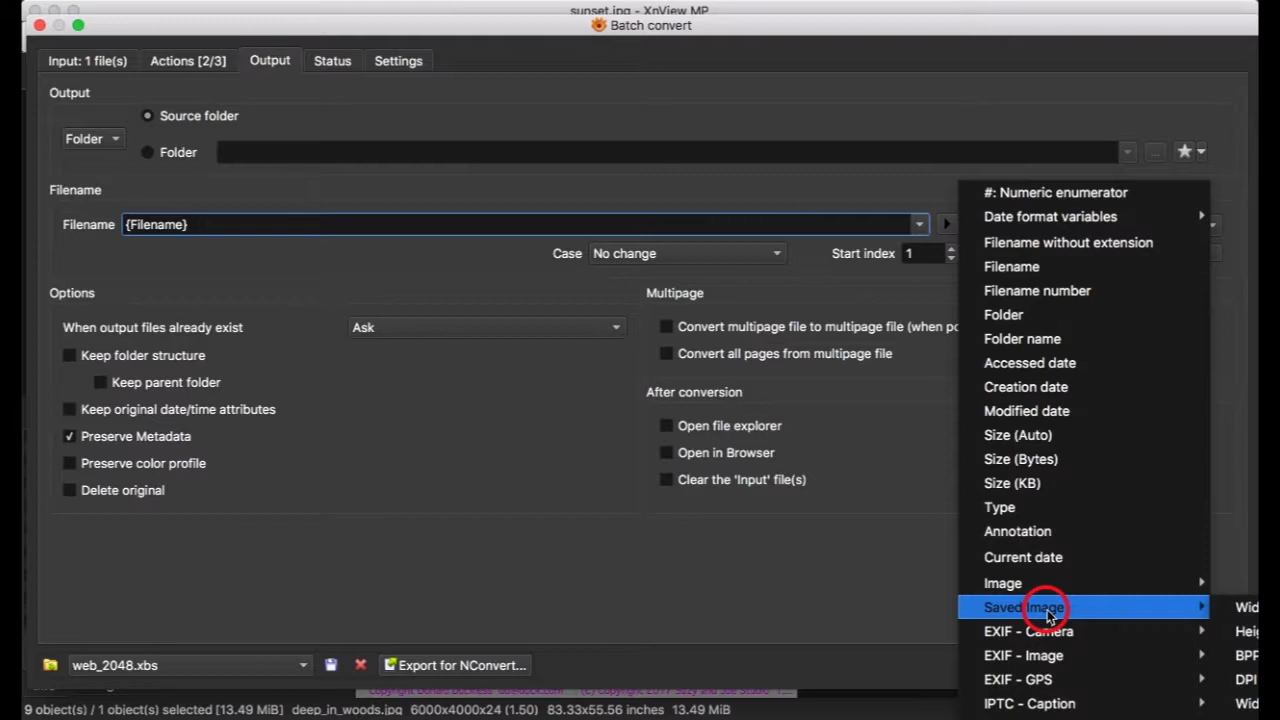 sunset.jpg - XnView MP
Batch convert
Input: 1 file(s) Actions [2/3] Output Status Settings
Output
Source folder
Folder
Folder ...
Filename
Filename {Filename}
Case No change Start index 1
Options
When output files already exist Ask
Keep folder structure
Keep parent folder
Keep original date/time attributes
Preserve Metadata
Preserve color profile
Delete original
Multipage
Convert multipage file to multipage file (when po
Convert all pages from multipage file
After conversion
Open file explorer
Open in Browser
Clear the 'Input' file(s)
#: Numeric enumerator
Date format variables
Filename without extension
Filename
Filename number
Folder
Folder name
Accessed date
Creation date
Modified date
Size (Auto)
Size (Bytes)
Size (KB)
Type
Annotation
Current date
Image
Saved Image
EXIF - Camera
EXIF - Image
EXIF - GPS
IPTC - Caption
Wid
Hei
BPP
DPI
Wid
web_2048.xbs Export for NConvert...
9 object(s) / 1 object(s) selected [13.49 MiB] deep_in_woods.jpg 6000x4000x24 (1.50) 83.33x55.56 inches 13.49 MiB